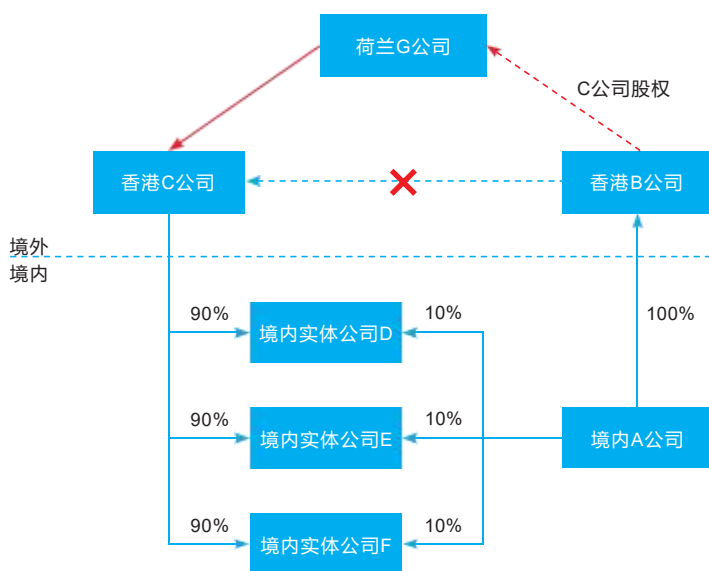 荷兰G公司
C公司股权
香港C公司
香港B公司
境外
境内
90%
境内实体公司D
10%
100%
90%
境内实体公司E
10%
境内A公司
90%
境内实体公司F
10%